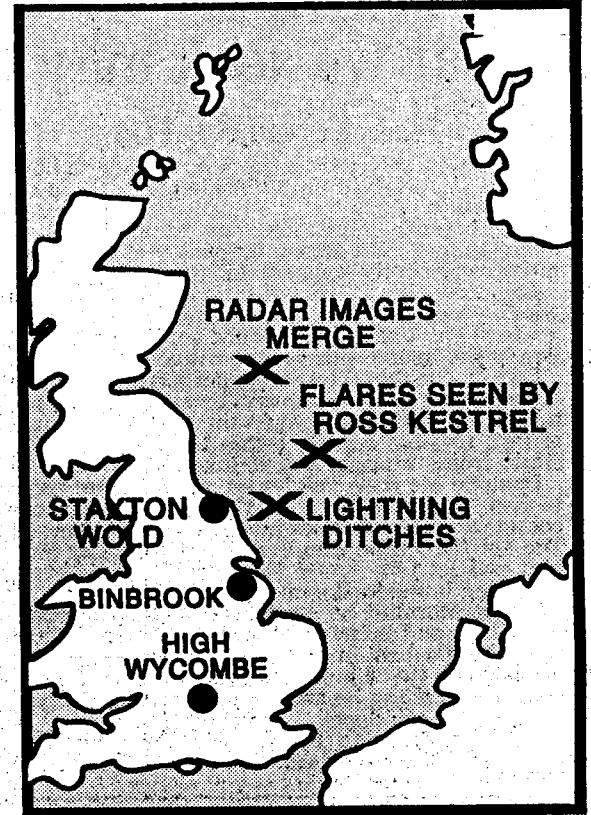 RADAR IMAGES
MERGE
FLARES SEEN BY
ROSS KESTREL
STAXTON
WOLD
LIGHTNING
DITCHES
BINBROOK
HIGH
WYCOMBE